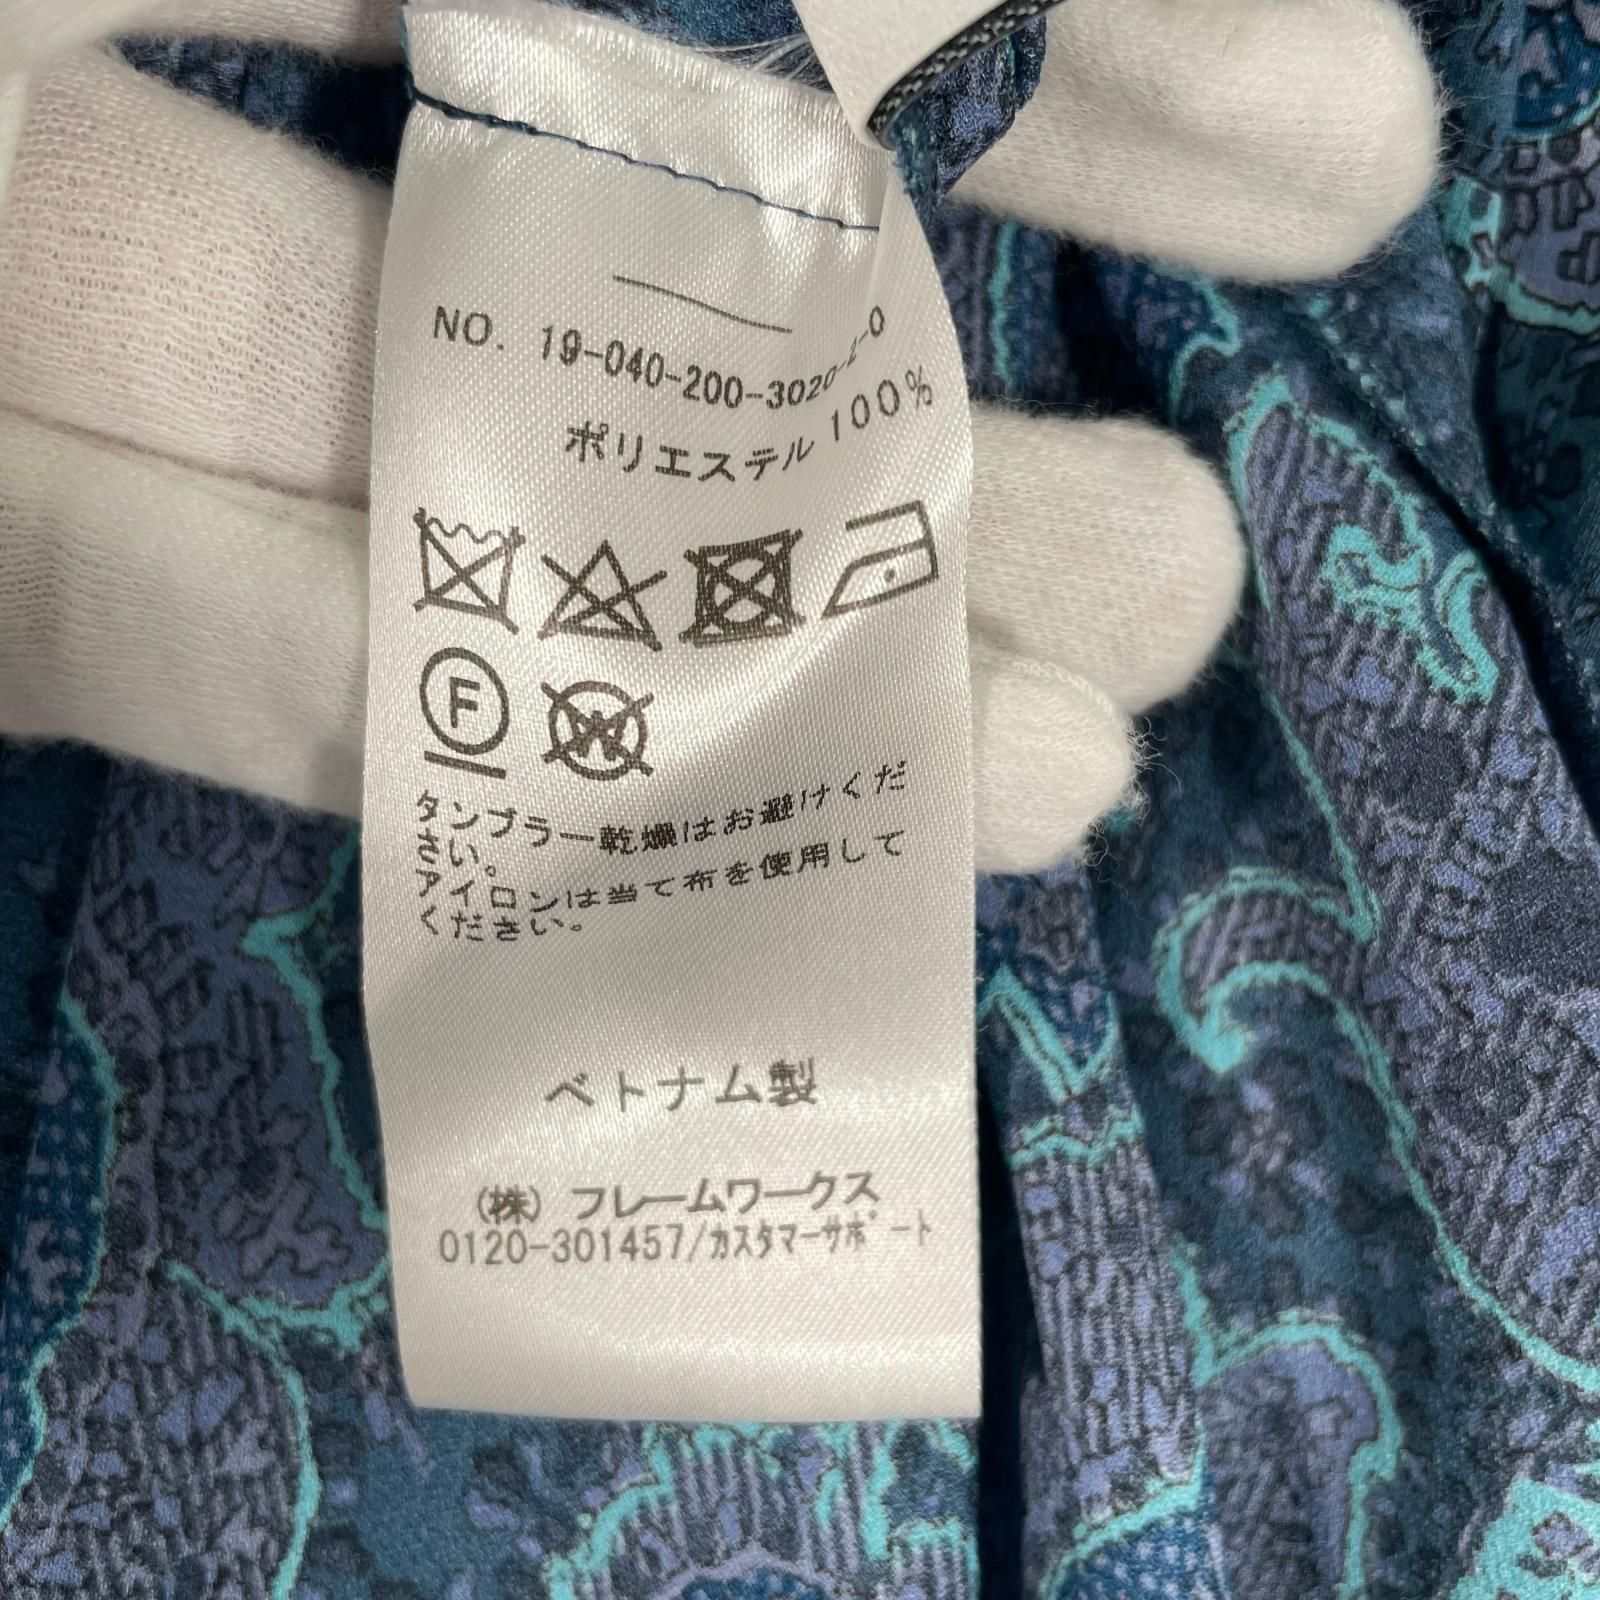 NO. 19-040-200-3020-2-0
ポリエステル 100%
F
W
タンブラー乾燥はお避けくだ
さい。
アイロンは当て布を使用して
ください。
ベトナム製
(株) フレームワークス
0120-301457/ｶｽﾀﾏｰｻﾎﾟｰﾄ